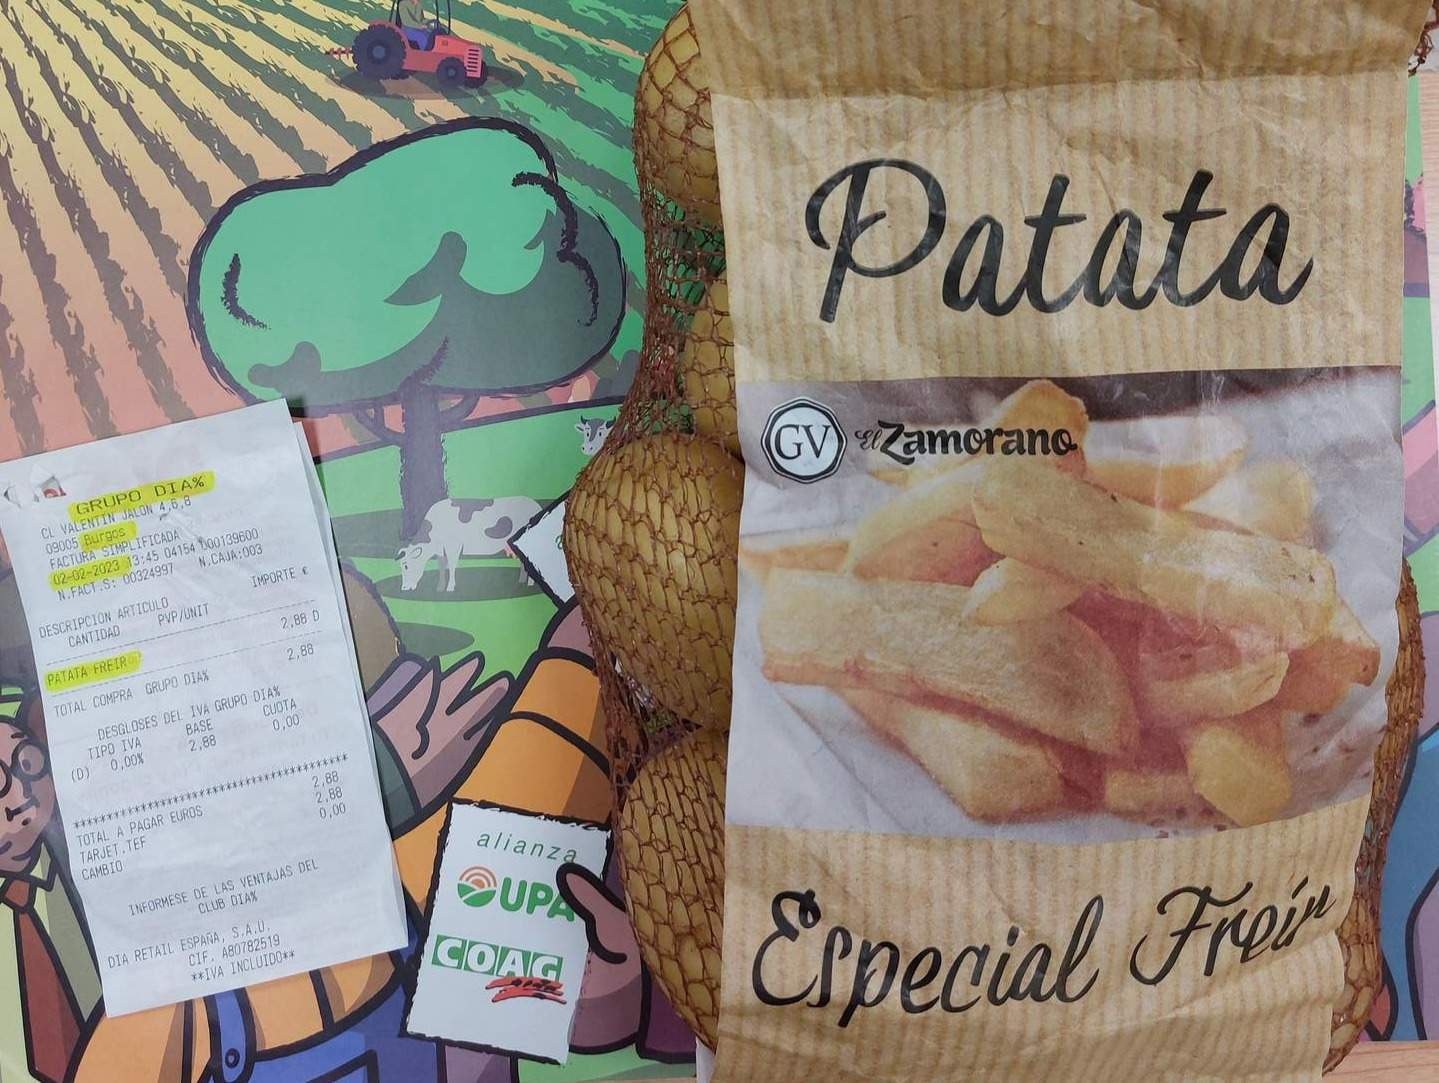 GRUPO DIA%
CL VALENTIN JALON 4,6,8
09005 Burgos
FACTURA SIMPLIFICADA
02-02-2023 13:45 04154 000139600
N.FACT.S: 00324997 N.CAJA:003
DESCRIPCION ARTICULO IMPORTE €
CANTIDAD PVP/UNIT
PATATA FREIR 2,88 D
TOTAL COMPRA GRUPO DIA% 2,88
DESGLOSES DEL IVA GRUPO DIA%
TIPO IVA BASE CUOTA
(D) 0,00% 2,88 0,00
TOTAL A PAGAR EUROS 2,88
TARJET.TEF 2,88
CAMBIO 0,00
INFORMESE DE LAS VENTAJAS DEL
CLUB DIA%
DIA RETAIL ESPAÑA, S.A.U.
CIF. A80782519
**IVA INCLUIDO**
alianza
UPA
COAG
Patata
GV El Zamorano
Especial Freír